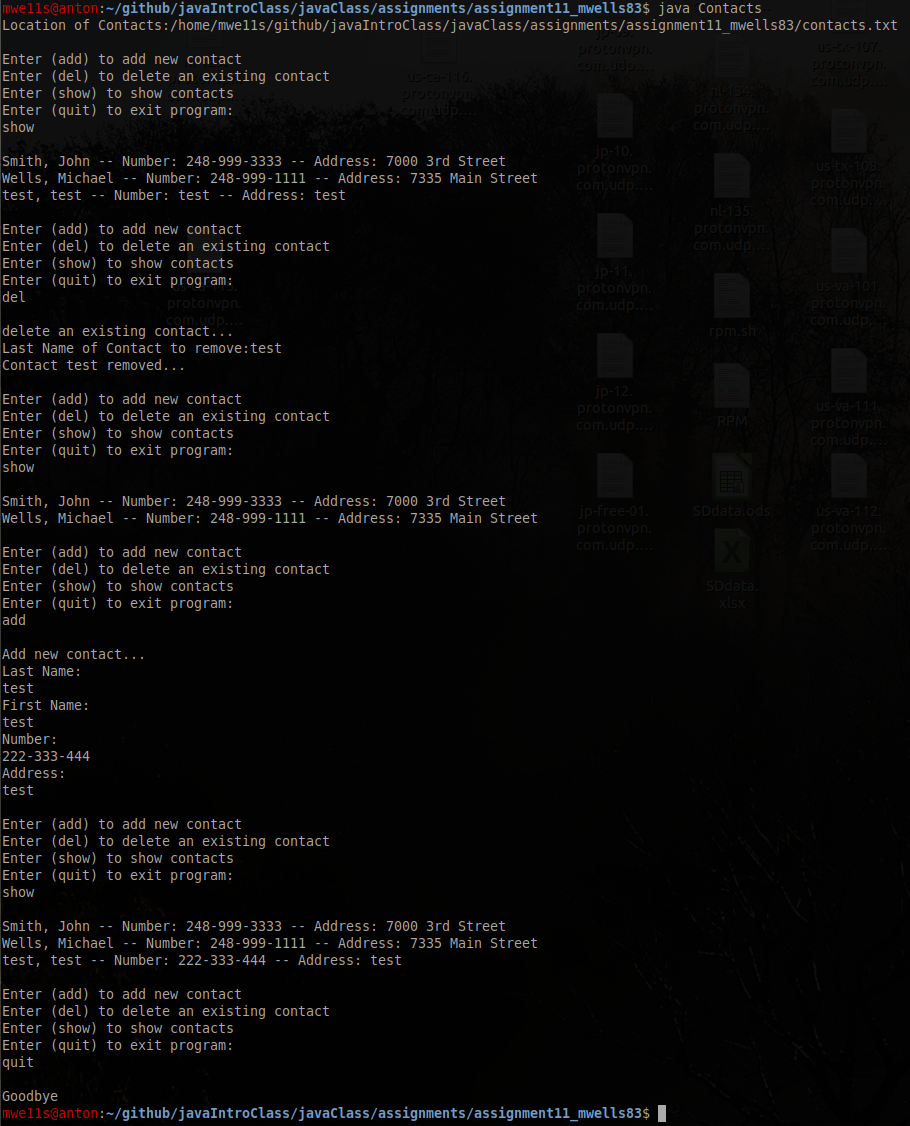 mwe11s@anton:~/github/javaIntroClass/javaClass/assignments/assignment11_mwells83$ java Contacts
Location of Contacts:/home/mwe11s/github/javaIntroClass/javaClass/assignments/assignment11_mwells83/contacts.txt
Enter (add) to add new contact
Enter (del) to delete an existing contact
Enter (show) to show contacts
Enter (quit) to exit program:
show
Smith, John -- Number: 248-999-3333 -- Address: 7000 3rd Street
Wells, Michael -- Number: 248-999-1111 -- Address: 7335 Main Street
test, test -- Number: test -- Address: test
Enter (add) to add new contact
Enter (del) to delete an existing contact
Enter (show) to show contacts
Enter (quit) to exit program:
del
delete an existing contact...
Last Name of Contact to remove:test
Contact test removed...
Enter (add) to add new contact
Enter (del) to delete an existing contact
Enter (show) to show contacts
Enter (quit) to exit program:
show
Smith, John -- Number: 248-999-3333 -- Address: 7000 3rd Street
Wells, Michael -- Number: 248-999-1111 -- Address: 7335 Main Street
Enter (add) to add new contact
Enter (del) to delete an existing contact
Enter (show) to show contacts
Enter (quit) to exit program:
add
Add new contact...
Last Name:
test
First Name:
test
Number:
222-333-444
Address:
test
Enter (add) to add new contact
Enter (del) to delete an existing contact
Enter (show) to show contacts
Enter (quit) to exit program:
show
Smith, John -- Number: 248-999-3333 -- Address: 7000 3rd Street
Wells, Michael -- Number: 248-999-1111 -- Address: 7335 Main Street
test, test -- Number: 222-333-444 -- Address: test
Enter (add) to add new contact
Enter (del) to delete an existing contact
Enter (show) to show contacts
Enter (quit) to exit program:
quit
Goodbye
mwe11s@anton:~/github/javaIntroClass/javaClass/assignments/assignment11_mwells83$
protonvpn.
com.udp....
jp-10.
protonvpn.
com.udp....
jp-11.
protonvpn.
com.udp....
jp-12.
protonvpn.
com.udp....
jp-free-01.
protonvpn.
com.udp....
protonvpn.
com.udp....
nl-135.
protonvpn.
com.udp....
rpm.sh
RPM
SDdata.ods
SDdata.
xlsx
us-tx-107.
protonvpn.
com.udp....
us-tx-108.
protonvpn.
com.udp....
us-va-101.
protonvpn.
com.udp....
us-va-111.
protonvpn.
com.udp....
us-va-112.
protonvpn.
com.udp....